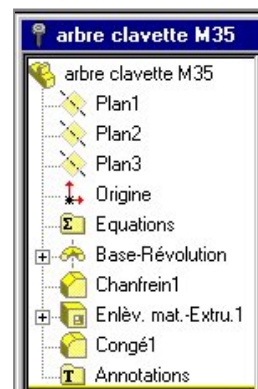 arbre clavette M35
arbre clavette M35
Plan1
Plan2
Plan3
Origine
Equations
Base-Révolution
Chanfrein1
Enlèv. mat.-Extru.1
Congé1
Annotations